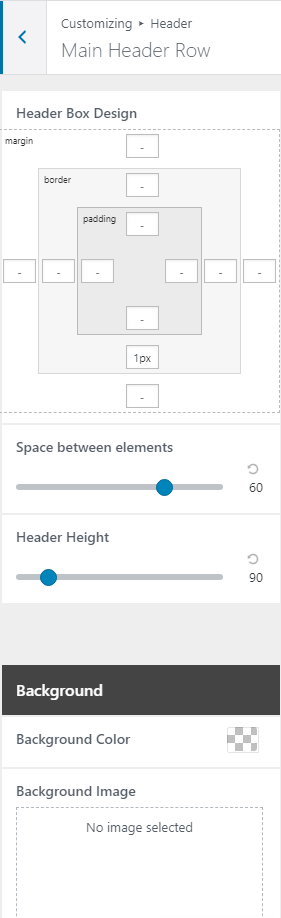 Customizing ▸ Header
Main Header Row
Header Box Design
margin
-
border
-
padding
-
- - - - - -
-
1px
-
Space between elements
60
Header Height
90
Background
Background Color
Background Image
No image selected